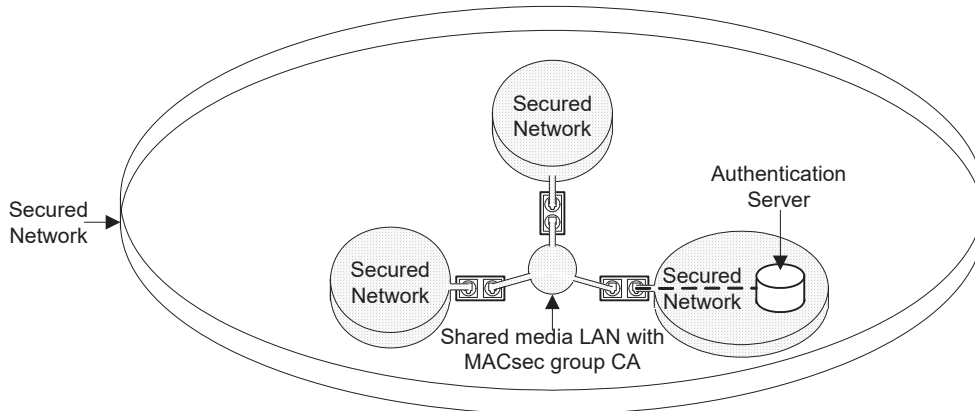 Secured
Network
Authentication
Server
Secured
Network
Secured
Network
Secured
Network
Shared media LAN with
MACsec group CA